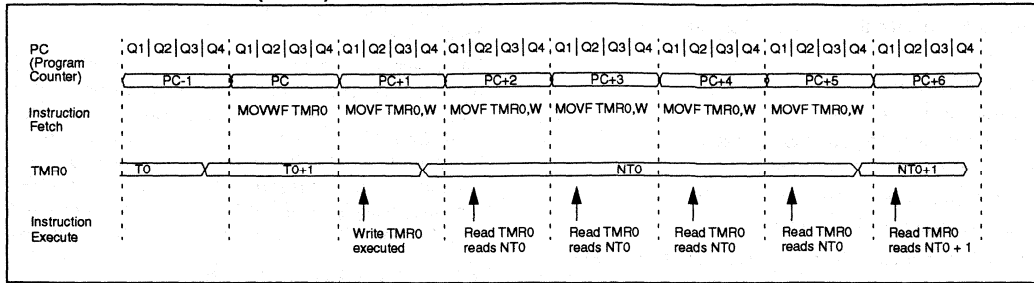 PC
(Program
Counter)
Q1 Q2 Q3 Q4 Q1 Q2 Q3 Q4 Q1 Q2 Q3 Q4 Q1 Q2 Q3 Q4 Q1 Q2 Q3 Q4 Q1 Q2 Q3 Q4 Q1 Q2 Q3 Q4 Q1 Q2 Q3 Q4
PC-1 PC PC+1 PC+2 PC+3 PC+4 PC+5 PC+6
Instruction
Fetch
MOVWF TMR0 MOVF TMR0,W MOVF TMR0,W MOVF TMR0,W MOVF TMR0,W MOVF TMR0,W
TMR0
T0 T0+1 NT0 NT0+1
Instruction
Execute
Write TMR0
executed
Read TMR0
reads NT0
Read TMR0
reads NT0
Read TMR0
reads NT0
Read TMR0
reads NT0
Read TMR0
reads NT0 + 1